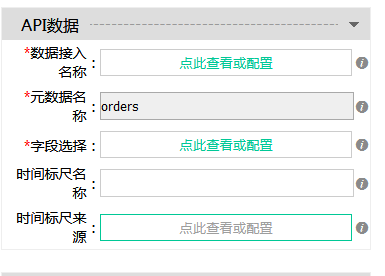 API数据
*数据接入
名称： 点此查看或配置
*元数据名
称： orders
*字段选择： 点此查看或配置
时间标尺名
称：
时间标尺来
源： 点此查看或配置